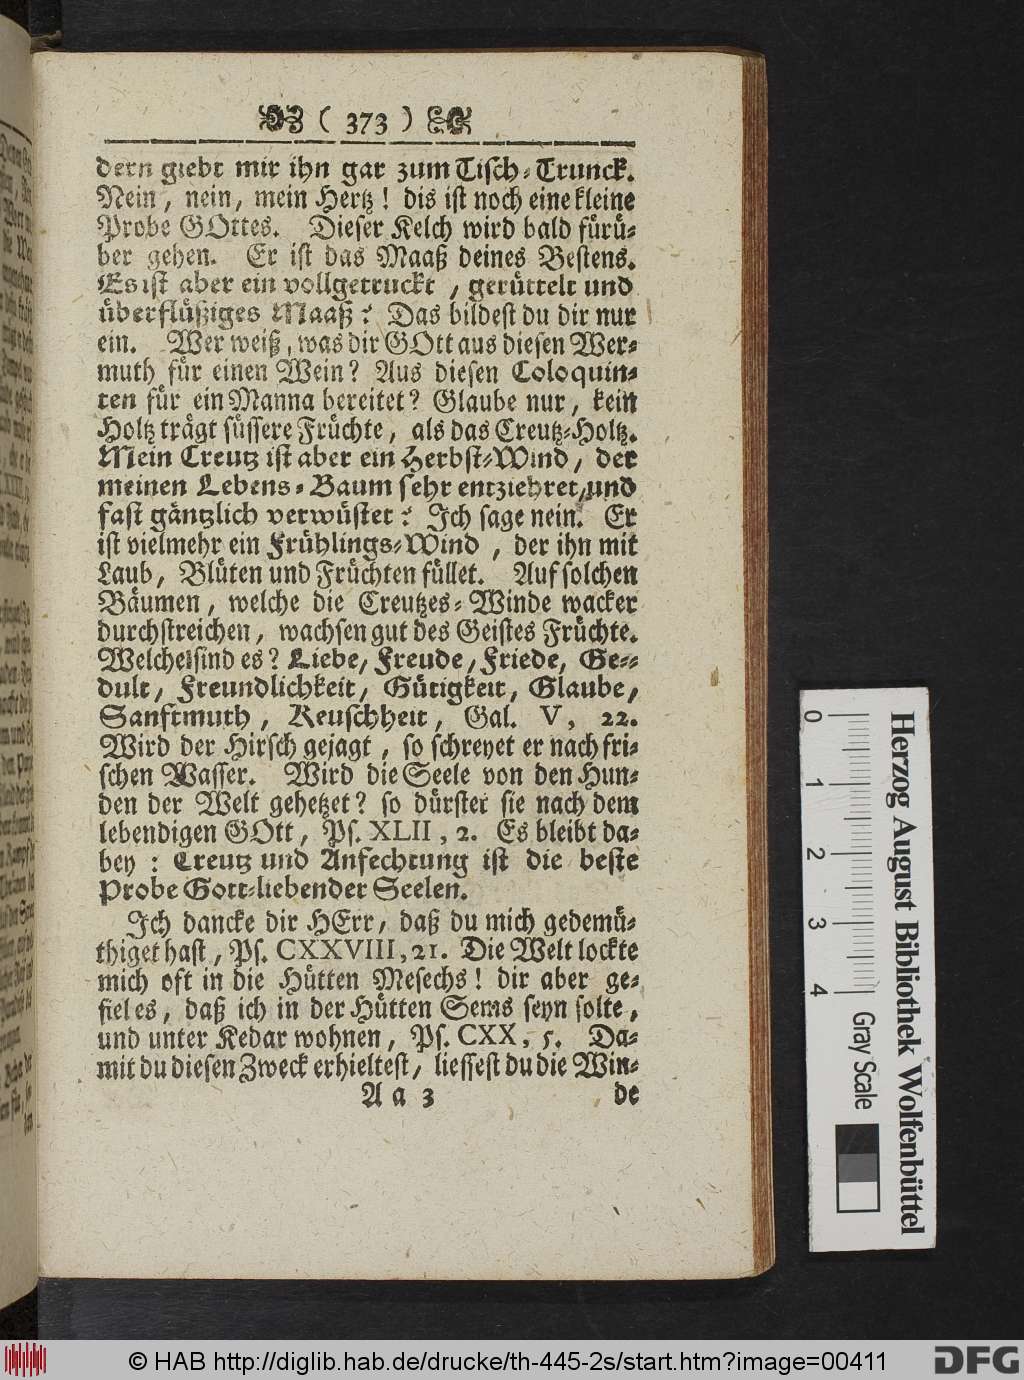 ( 373 )
dern giebt mir ihn gar zum Tisch-Trunck.
Nein, nein, mein Hertz! dis ist noch eine kleine
Probe GOttes. Dieser Kelch wird bald fürü-
ber gehen. Er ist das Maaß deines Bestens.
Es ist aber ein vollgetruckt, gerüttelt und
überflüßiges Maaß? Das bildest du dir nur
ein. Wer weiß, was dir GOtt aus diesen Wer-
muth für einen Wein? Aus diesen Coloquin-
ten für ein Manna bereitet? Glaube nur, kein
Holtz trägt süssere Früchte, als das Creutz-Holtz.
Mein Creutz ist aber ein Herbst-Wind, der
meinen Lebens-Baum sehr entziehret, und
fast gäntzlich verwüstet? Ich sage nein. Er
ist vielmehr ein Frühlings-Wind, der ihn mit
Laub, Blüten und Früchten füllet. Auf solchen
Bäumen, welche die Creutzes-Winde wacker
durchstreichen, wachsen gut des Geistes Früchte.
Welche sind es? Liebe, Freude, Friede, Ge-
dult, Freundlichkeit, Gütigkeit, Glaube,
Sanftmuth, Keuschheit, Gal. V, 22.
Wird der Hirsch gejagt, so schreyet er nach fri-
schen Wasser. Wird die Seele von den Hun-
den der Welt gehetzet? so dürstet sie nach dem
lebendigen GOtt, Ps. XLII, 2. Es bleibt da-
bey: Creutz und Anfechtung ist die beste
Probe Gott-liebender Seelen.
Ich dancke dir HErr, daß du mich gedemü-
thiget hast, Ps. CXXVIII, 21. Die Welt lockte
mich oft in die Hütten Mesechs! dir aber ge-
fiel es, daß ich in der Hütten Sems seyn solte,
und unter Kedar wohnen, Ps. CXX, 5. Da-
mit du diesen Zweck erhieltest, liessest du die Win-
A a 3 de
0 1 2 3 4
Herzog August Bibliothek Wolfenbüttel
Gray Scale
© HAB http://diglib.hab.de/drucke/th-445-2s/start.htm?image=00411
DFG